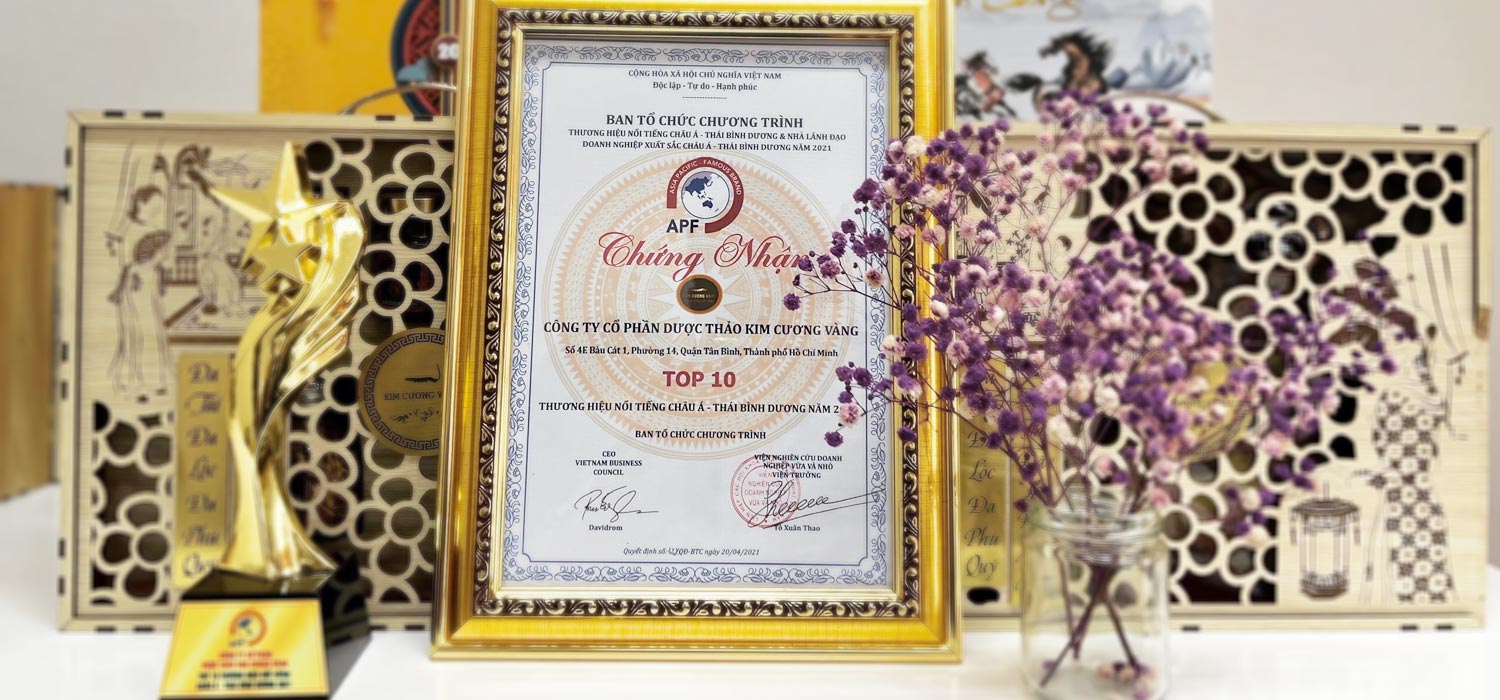 CỘNG HÒA XÃ HỘI CHỦ NGHĨA VIỆT NAM
Độc lập - Tự do - Hạnh phúc
BAN TỔ CHỨC CHƯƠNG TRÌNH
THƯƠNG HIỆU NỔI TIẾNG CHÂU Á - THÁI BÌNH DƯƠNG & NHÀ LÃNH ĐẠO
DOANH NGHIỆP XUẤT SẮC CHÂU Á - THÁI BÌNH DƯƠNG NĂM 2021
ASIA PACIFIC - FAMOUS BRAND
APF
Chứng Nhận
CÔNG TY CỔ PHẦN DƯỢC THẢO KIM CƯƠNG VÀNG
Số 4E Bàu Cát 1, Phường 14, Quận Tân Bình, Thành phố Hồ Chí Minh
TOP 10
THƯƠNG HIỆU NỔI TIẾNG CHÂU Á - THÁI BÌNH DƯƠNG NĂM 2
BAN TỔ CHỨC CHƯƠNG TRÌNH
CEO
VIETNAM BUSINESS
COUNCIL
Davidrom
VIỆN NGHIÊN CỨU DOANH
NGHIỆP VỪA VÀ NHỎ
VIỆN TRƯỞNG
Tô Xuân Thao
Quyết định số: /QĐ-BTC ngày 20/04/2021
KIM CƯƠNG
Đa
Lộc
Đa
Phú
Quý
Lộc
Đa
Phú
Quý
APF